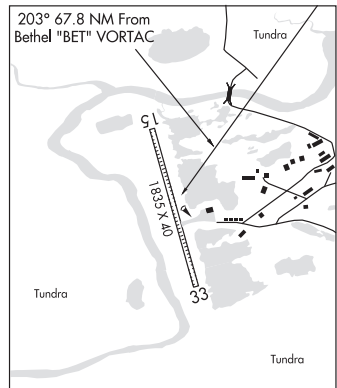 203° 67.8 NM From
Bethel "BET" VORTAC
Tundra
15
1835 X 40
33
Tundra
Tundra